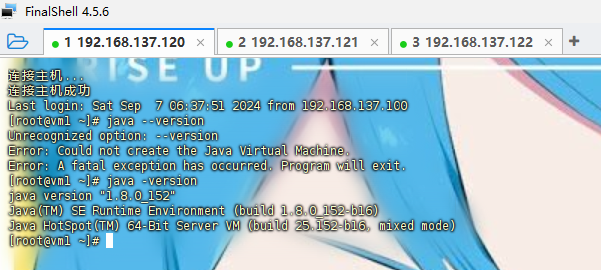 FinalShell 4.5.6
1 192.168.137.120 × 2 192.168.137.121 × 3 192.168.137.122 × +
RISE UP
连接主机...
连接主机成功
Last login: Sat Sep  7 06:37:51 2024 from 192.168.137.100
[root@vm1 ~]# java --version
Unrecognized option: --version
Error: Could not create the Java Virtual Machine.
Error: A fatal exception has occurred. Program will exit.
[root@vm1 ~]# java -version
java version "1.8.0_152"
Java(TM) SE Runtime Environment (build 1.8.0_152-b16)
Java HotSpot(TM) 64-Bit Server VM (build 25.152-b16, mixed mode)
[root@vm1 ~]#